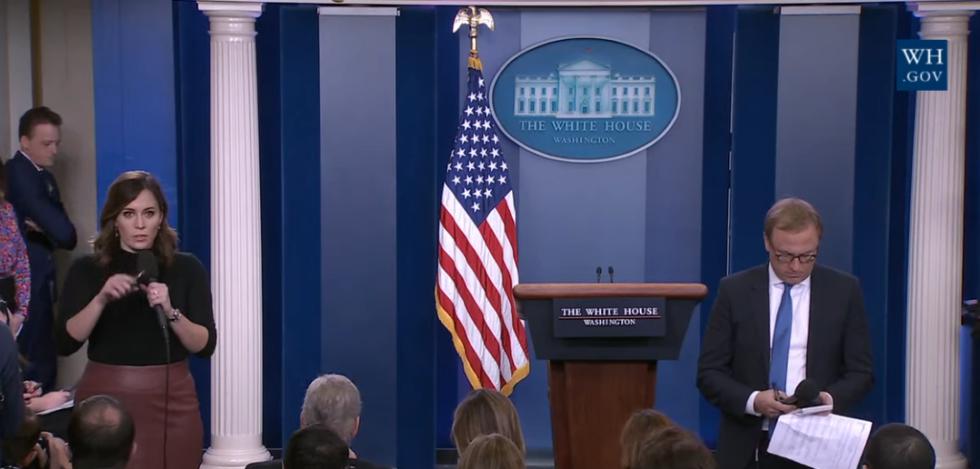 WH
.GOV
THE WHITE HOUSE
WASHINGTON
THE WHITE HOUSE
WASHINGTON